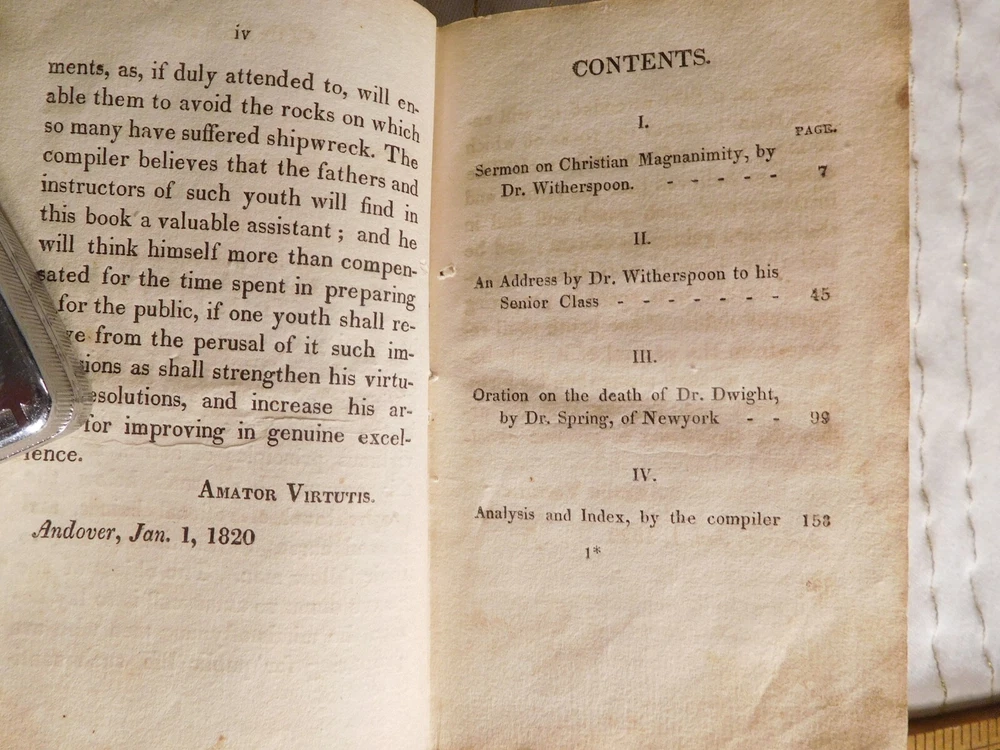 iv
ments, as, if duly attended to, will en-
able them to avoid the rocks on which
so many have suffered shipwreck. The
compiler believes that the fathers and
instructors of such youth will find in
this book a valuable assistant; and he
will think himself more than compen-
sated for the time spent in preparing
for the public, if one youth shall re-
ve from the perusal of it such im-
ions as shall strengthen his virtu-
esolutions, and increase his ar-
for improving in genuine excel-
lence.
AMATOR VIRTUTIS.
Andover, Jan. 1, 1820
CONTENTS.
I.
PAGE.
Sermon on Christian Magnanimity, by
Dr. Witherspoon. - - - - - 7
II.
An Address by Dr. Witherspoon to his
Senior Class - - - - - - - 45
III.
Oration on the death of Dr. Dwight,
by Dr. Spring, of Newyork - - 99
IV.
Analysis and Index, by the compiler 153
1*